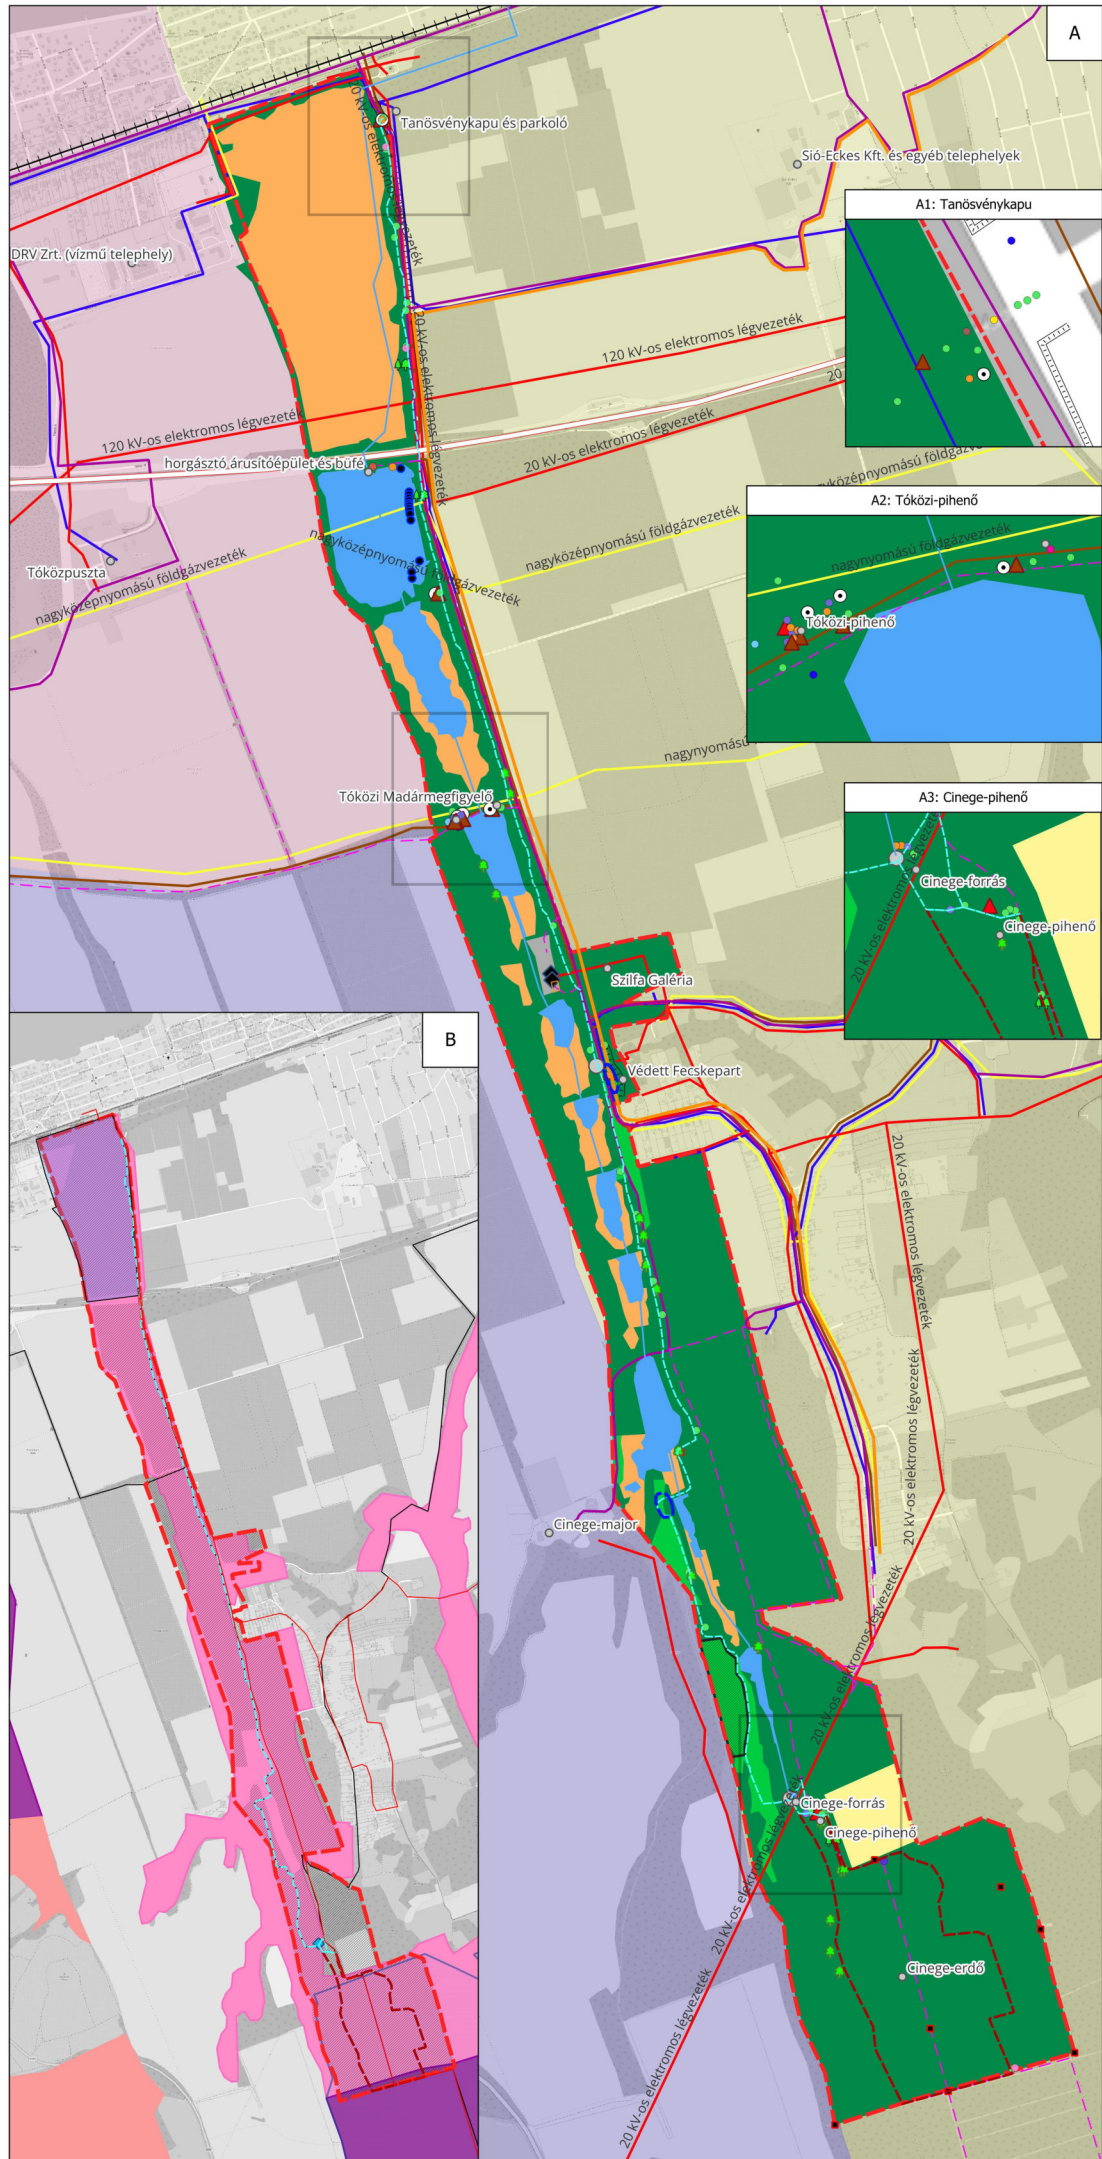 A
20 kV-os elektromos légvezeték
Tanösvénykapu és parkoló
Sió-Eckes Kft. és egyéb telephelyek
A1: Tanösvénykapu
DRV Zrt. (vízmű telephely)
20 kV-os elektromos légvezeték
120 kV-os elektromos légvezeték
20
120 kV-os elektromos légvezeték
20 kV-os elektromos légvezeték
horgásztó árusítóépület és büfé
nagyközépnyomású földgázvezeték
A2: Tóközi-pihenő
nagyközépnyomású földgázvezeték
nagyközépnyomású földgázvezeték
Tóközpuszta
nagyközépnyomású földgázvezeték
nagynyomású földgázvezeték
Tóközi-pihenő
nagynyomású
Tóközi Madármegfigyelő
A3: Cinege-pihenő
20 kV-os elektromos légvezeték
Cinege-forrás
Cinege-pihenő
Szilfa Galéria
B
Védett Fecskepart
20 kV-os elektromos légvezeték
20 kV-os elektromos légvezeték
Cinege-major
20 kV-os elektromos légvezeték
20 kV-os elektromos légvezeték
Cinege-forrás
Cinege-pihenő
Cinege-erdő
20 kV-os elektromos légvezeték